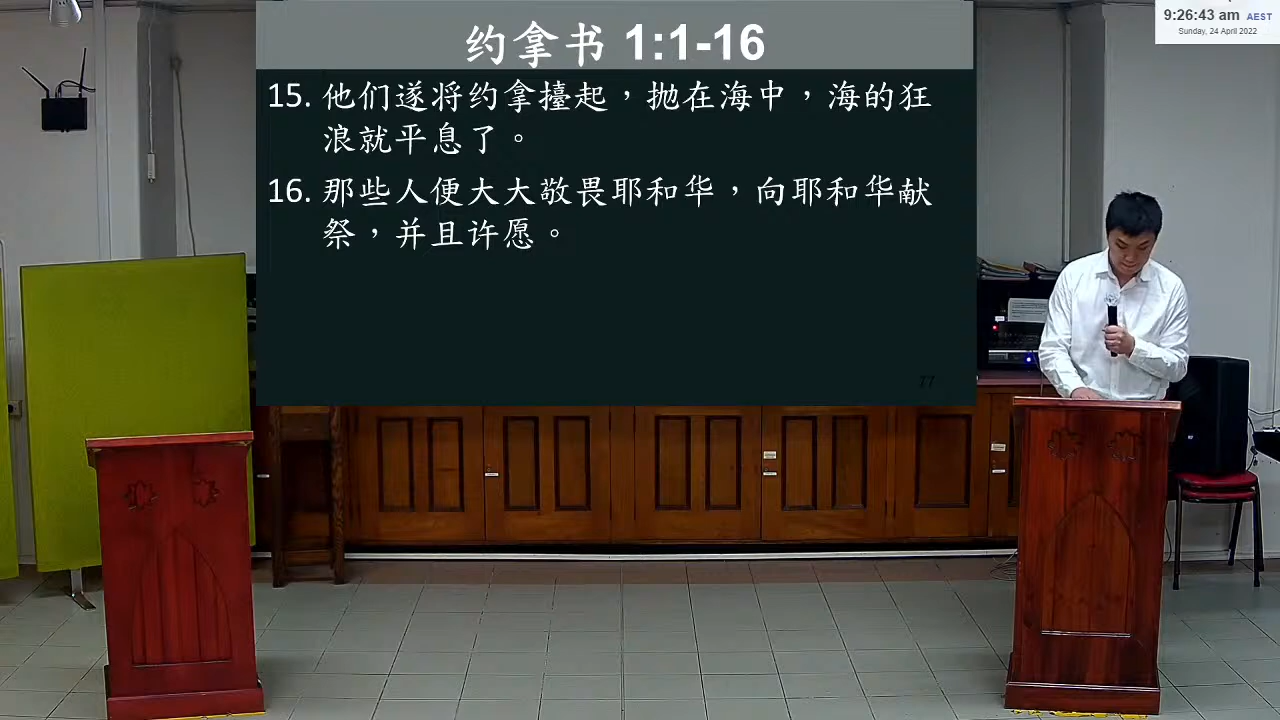 约拿书 1:1-16
9:26:43 am AEST
Sunday, 24 April 2022
15. 他们遂将约拿擡起，抛在海中，海的狂
浪就平息了。
16. 那些人便大大敬畏耶和华，向耶和华献
祭，并且许愿。
77